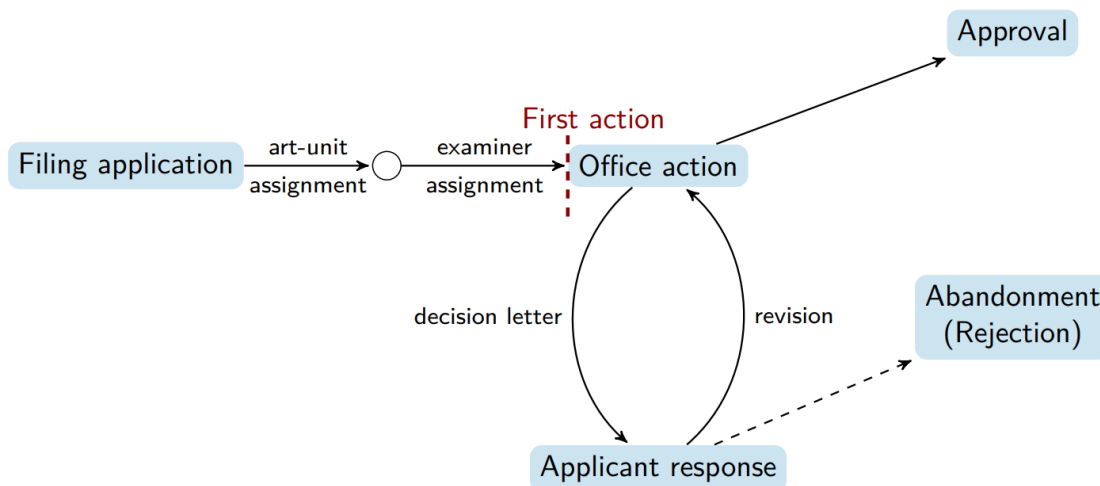 Approval
First action
Filing application
art-unit
assignment
examiner
assignment
Office action
decision letter
revision
Abandonment
(Rejection)
Applicant response